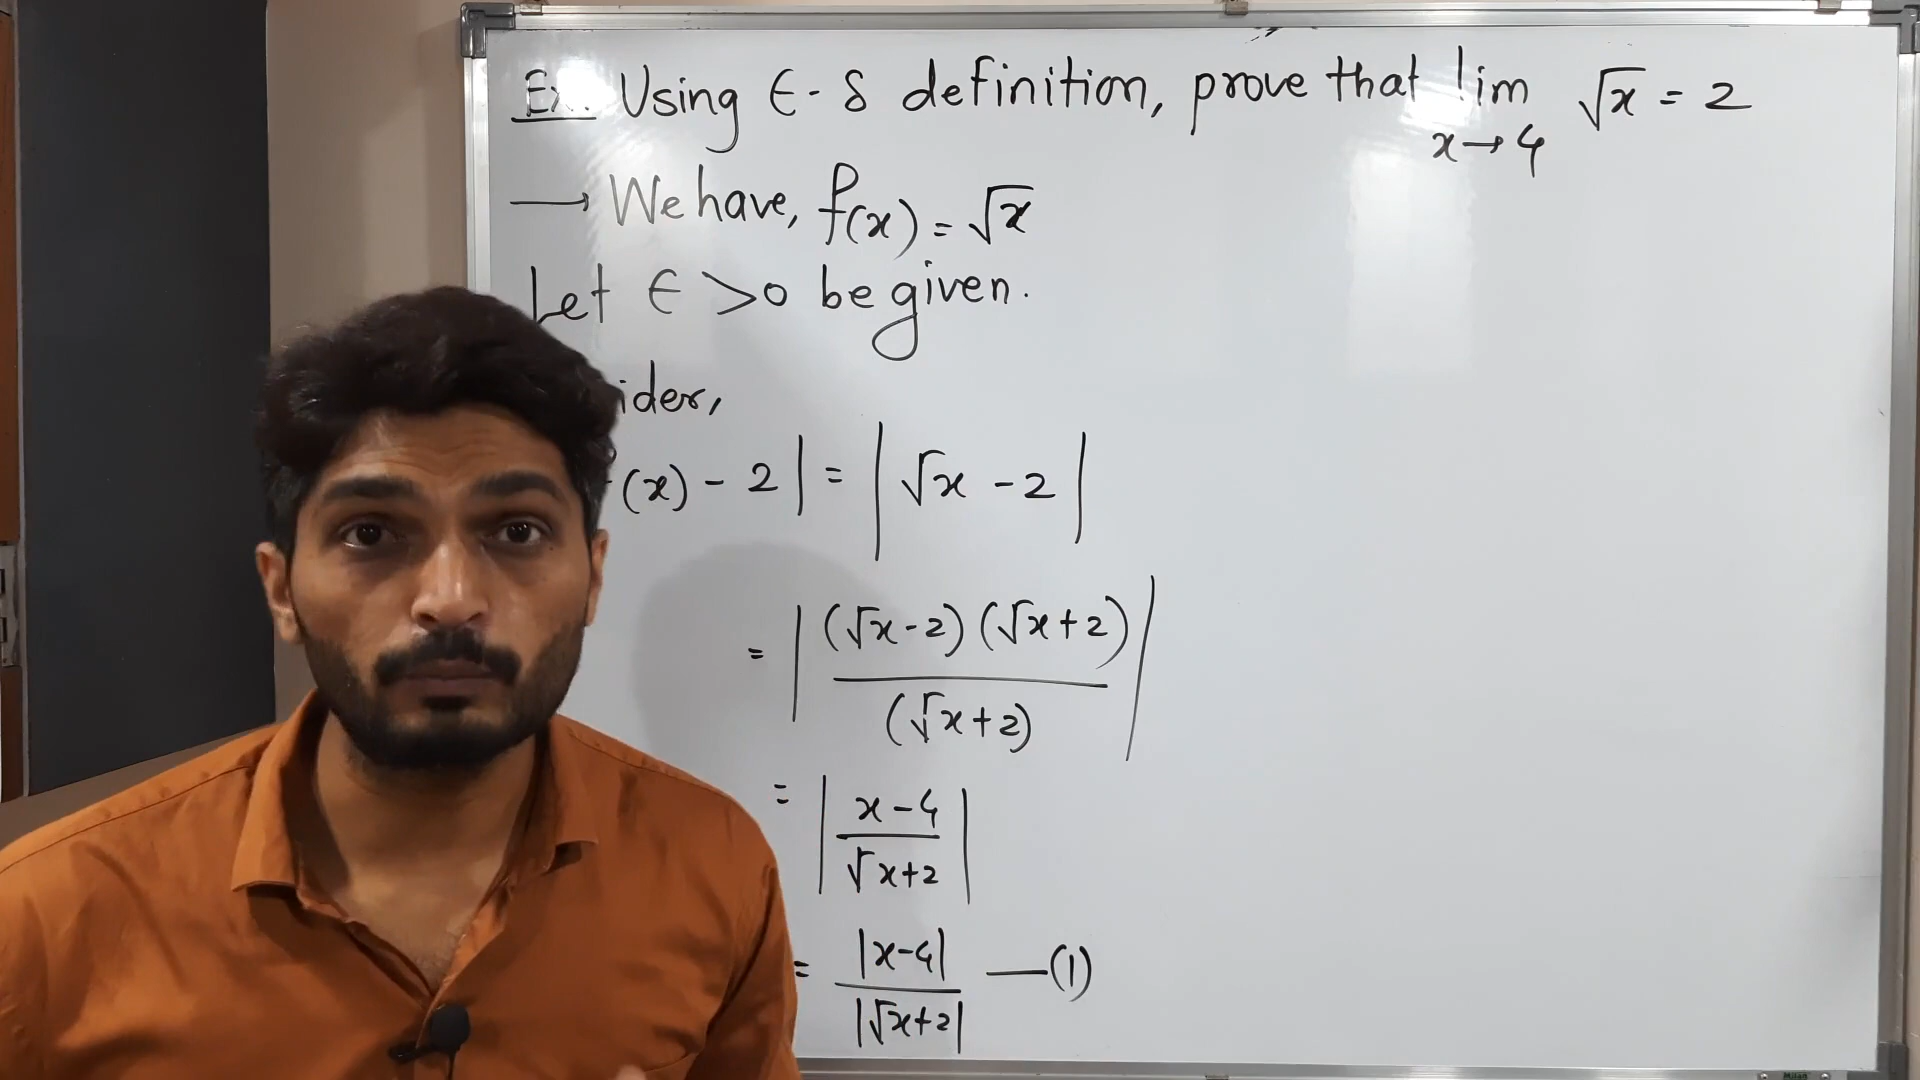 Ex. Using ϵ-δ definition, prove that lim √x = 2
x→4
→ We have, f(x) = √x
Let ϵ > 0 be given.
ider,
(x) - 2| = |√x - 2|
= |(√x-2)(√x+2)
(√x+2)|
= |x-4
√x+2|
= |x-4|
|√x+2| —(1)